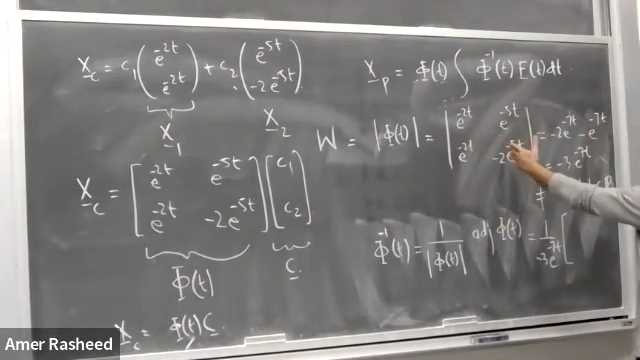 X_c = c₁ (e^{-2t} e^{-2t}) + c₂ (e^{-5t} -2e^{-5t})
X₁ X₂
X_c = [e^{-2t} e^{-5t} e^{-2t} -2e^{-5t}] [c₁ c₂]
Φ(t) C
X_c = Φ(t) C
X_p = Φ(t) ∫ Φ^{-1}(t) F(t) dt.
W = |Φ(t)| = |e^{-2t} e^{-5t} e^{-2t} -2e^{-5t}| = -2e^{-7t} - e^{-7t}
= -3e^{-7t}
≠
Φ^{-1}(t) = 1/|Φ(t)| adj Φ(t) = 1/-3e^{-7t} [
Amer Rasheed